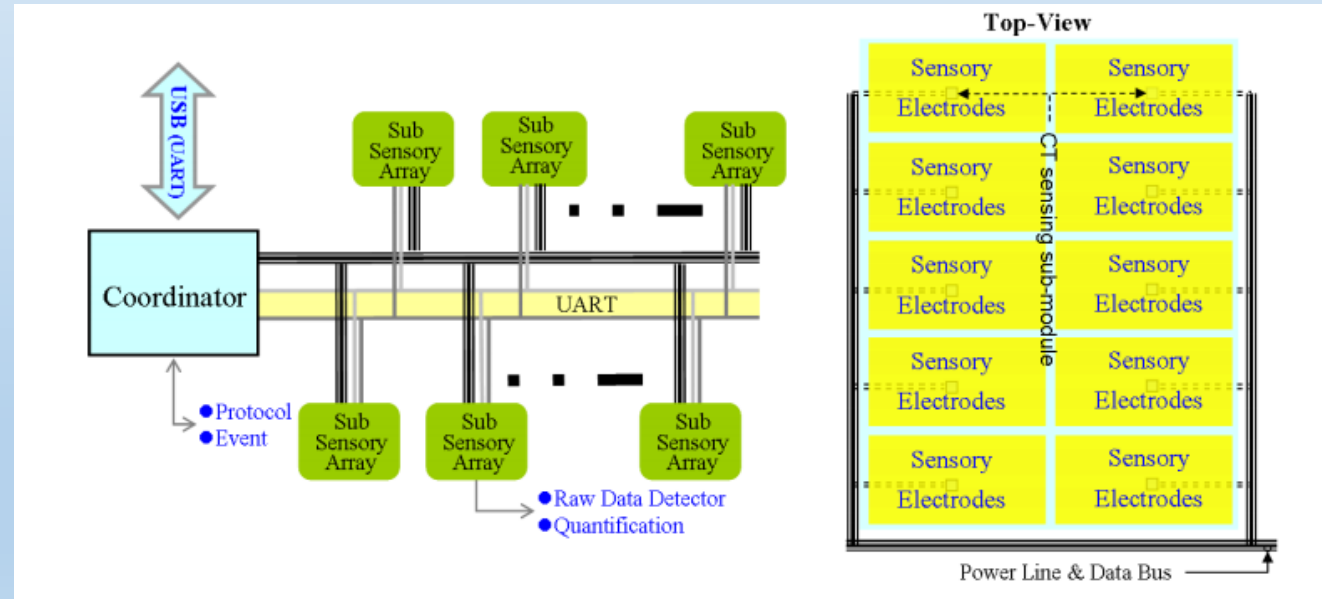 USB (UART)
Coordinator
●Protocol
●Event
Sub
Sensory
Array
Sub
Sensory
Array
Sub
Sensory
Array
UART
Sub
Sensory
Array
Sub
Sensory
Array
Sub
Sensory
Array
●Raw Data Detector
●Quantification
Top-View
Sensory
Electrodes
Sensory
Electrodes
CT sensing sub-module
Sensory
Electrodes
Sensory
Electrodes
Sensory
Electrodes
Sensory
Electrodes
Sensory
Electrodes
Sensory
Electrodes
Sensory
Electrodes
Sensory
Electrodes
Power Line & Data Bus